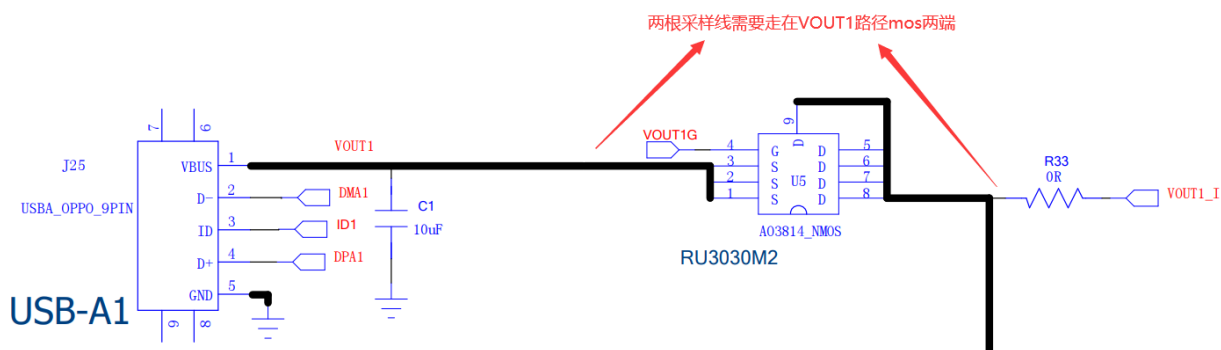 两根采样线需要走在VOUT1路径mos两端
7
6
9
J25
VOUT1
VOUT1G
4
G
D
5
R33
VBUS
1
3
S
D
6
0R
D-
2
DMA1
2
S
U5
D
7
VOUT1_I
USBA_OPPO_9PIN
C1
1
S
D
8
ID
3
ID1
10uF
AO3814_NMOS
D+
4
DPA1
RU3030M2
GND
5
USB-A1
9
8
D